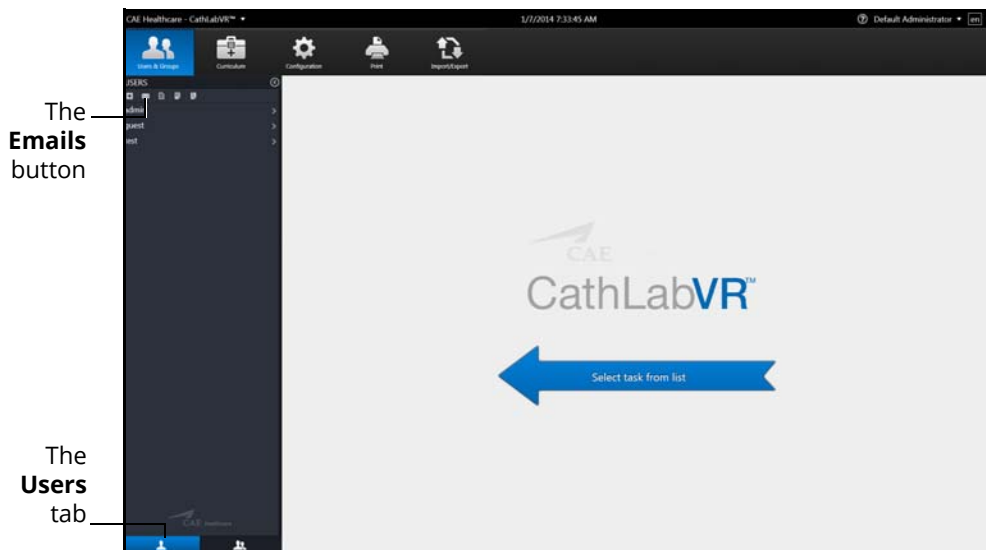 CAE Healthcare - CathLabVR™
1/7/2014 7:33:45 AM
Default Administrator
en
Users & Groups
Curriculum
Configuration
Print
Import/Export
USERS
admin
guest
test
The
Emails
button
CAE
CathLabVR™
Select task from list
The
Users
tab
CAE healthcare